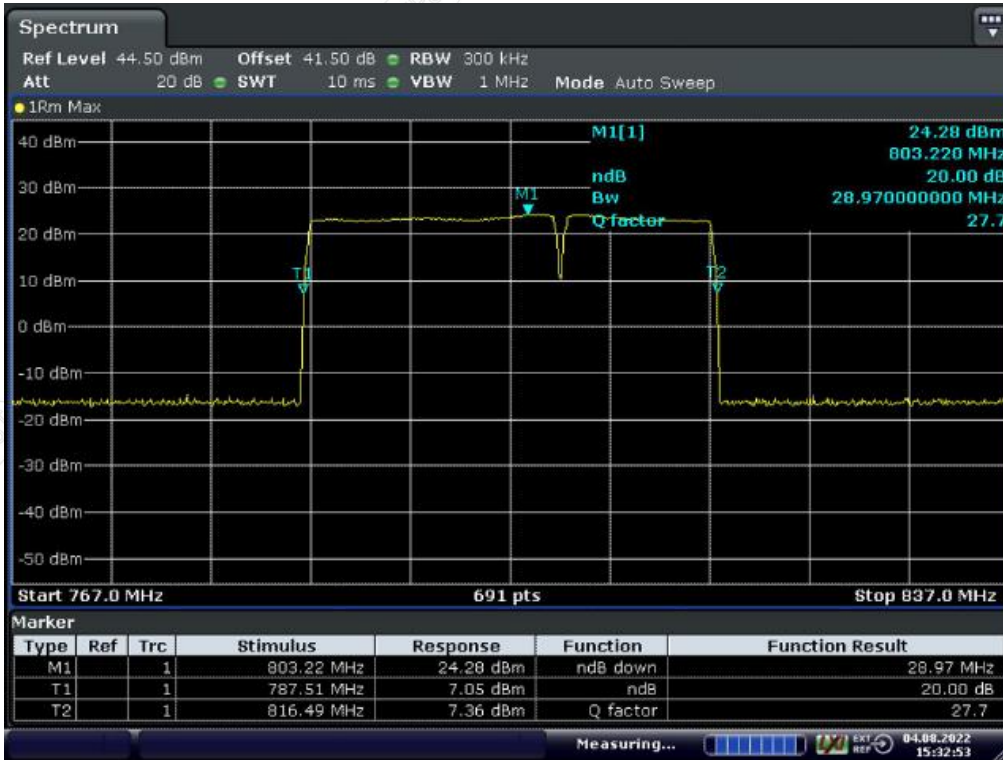 Spectrum
Ref Level 44.50 dBm Offset 41.50 dB RBW 300 kHz
Att 20 dB SWT 10 ms VBW 1 MHz Mode Auto Sweep
1Rm Max
M1[1] 24.28 dBm
803.220 MHz
ndB 20.00 dB
Bw 28.970000000 MHz
Q factor 27.7
40 dBm
30 dBm
20 dBm
10 dBm
0 dBm
-10 dBm
-20 dBm
-30 dBm
-40 dBm
-50 dBm
M1
T1
T2
Start 767.0 MHz 691 pts Stop 837.0 MHz
Marker
Type Ref Trc Stimulus Response Function Function Result
M1 1 803.22 MHz 24.28 dBm ndB down 28.97 MHz
T1 1 787.51 MHz 7.05 dBm ndB 20.00 dB
T2 1 816.49 MHz 7.36 dBm Q factor 27.7
Measuring... LXI EXT REF 04.08.2022
15:32:53